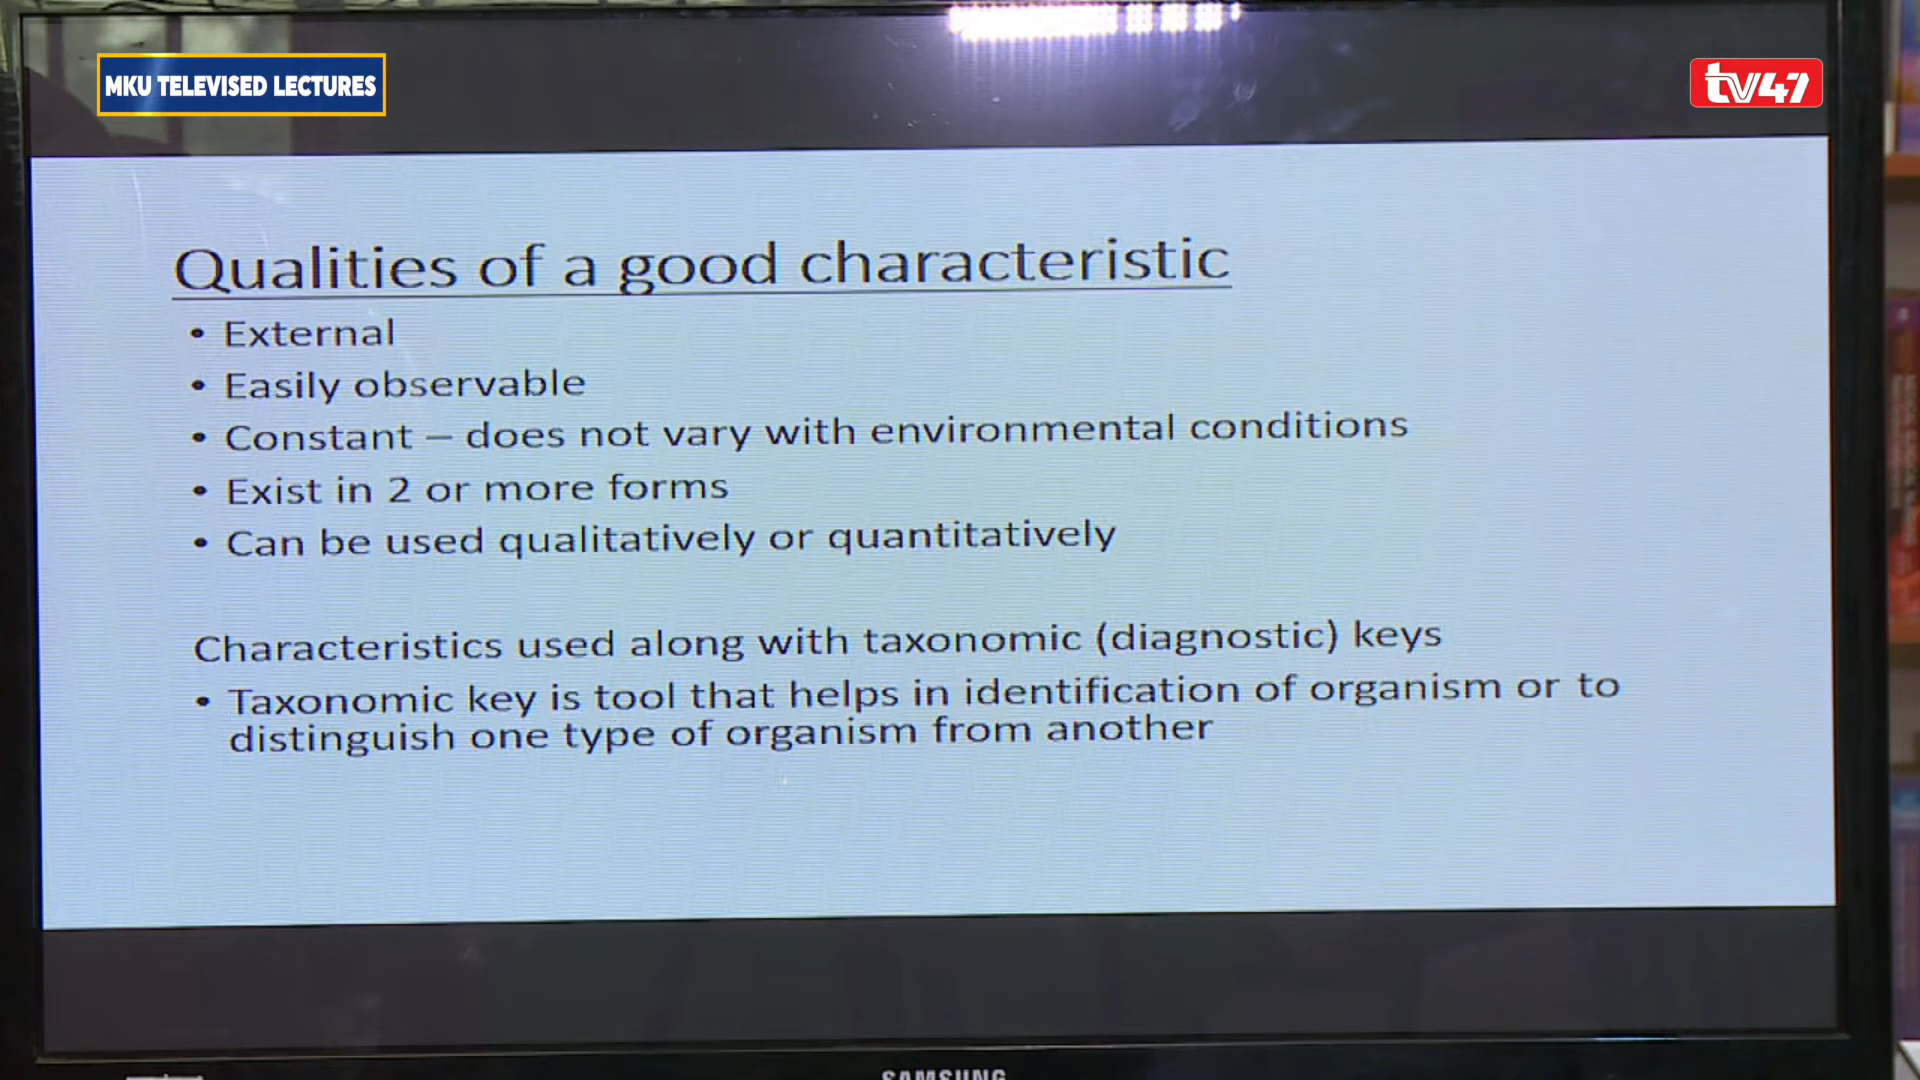 MKU TELEVISED LECTURES
tv47
Qualities of a good characteristic
• External
• Easily observable
• Constant – does not vary with environmental conditions
• Exist in 2 or more forms
• Can be used qualitatively or quantitatively
Characteristics used along with taxonomic (diagnostic) keys
• Taxonomic key is tool that helps in identification of organism or to
distinguish one type of organism from another
SAMSUNG